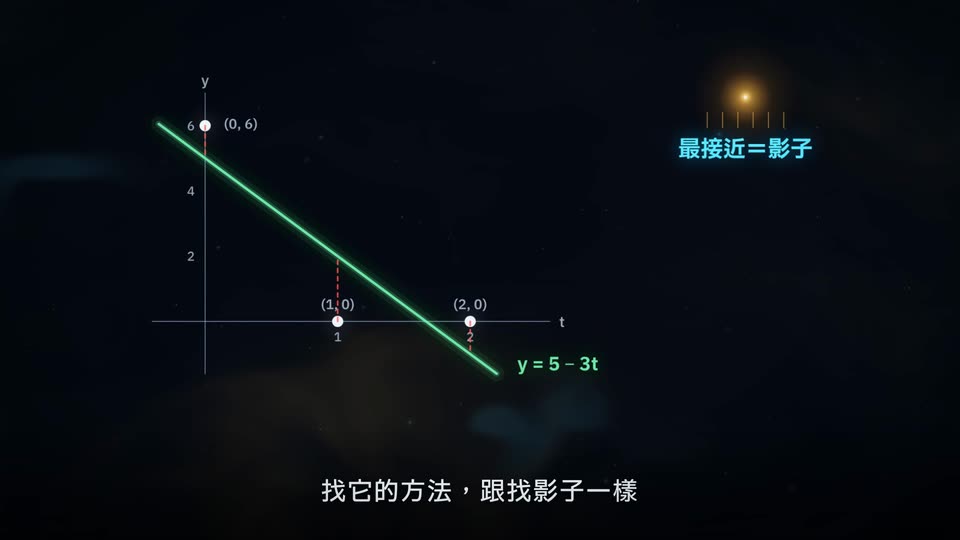 y
6
(0, 6)
最接近＝影子
4
2
(1, 0)
(2, 0)
t
1
2
y = 5 – 3t
找它的方法，跟找影子一樣